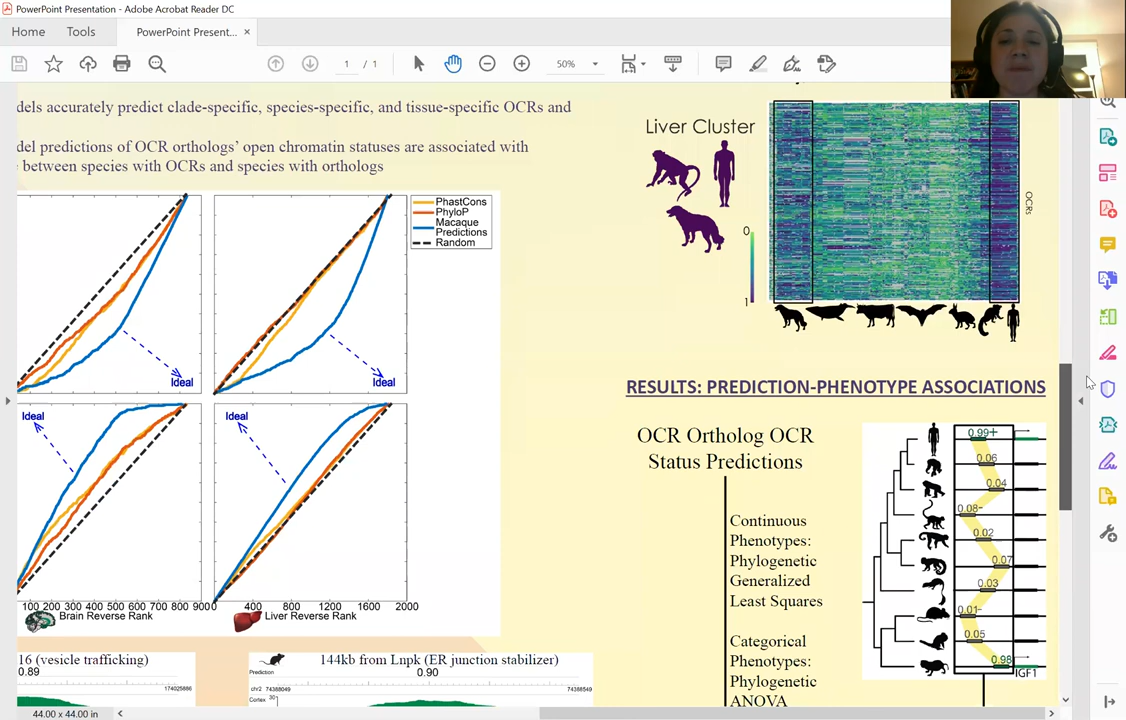 PowerPoint Presentation - Adobe Acrobat Reader DC
Home Tools PowerPoint Present... ×
1 / 1 50%
dels accurately predict clade-specific, species-specific, and tissue-specific OCRs and
del predictions of OCR orthologs' open chromatin statuses are associated with
between species with OCRs and species with orthologs
PhastCons
PhyloP
Macaque
Predictions
Random
Ideal
Ideal
Ideal
Ideal
100 200 300 400 500 600 700 800 900
Brain Reverse Rank
0 400 800 1200 1600 2000
Liver Reverse Rank
16 (vesicle trafficking)
0.89
174025886
144kb from Lnpk (ER junction stabilizer)
Prediction 0.90
chr2 74388049 74388549
Cortex 30
Liver Cluster
0
1
OCRs
RESULTS: PREDICTION-PHENOTYPE ASSOCIATIONS
OCR Ortholog OCR
Status Predictions
Continuous
Phenotypes:
Phylogenetic
Generalized
Least Squares
Categorical
Phenotypes:
Phylogenetic
ANOVA
0.99+
0.06
0.04
0.08-
0.02
0.07
0.03
0.01-
0.05
0.98
IGF1
44.00 x 44.00 in